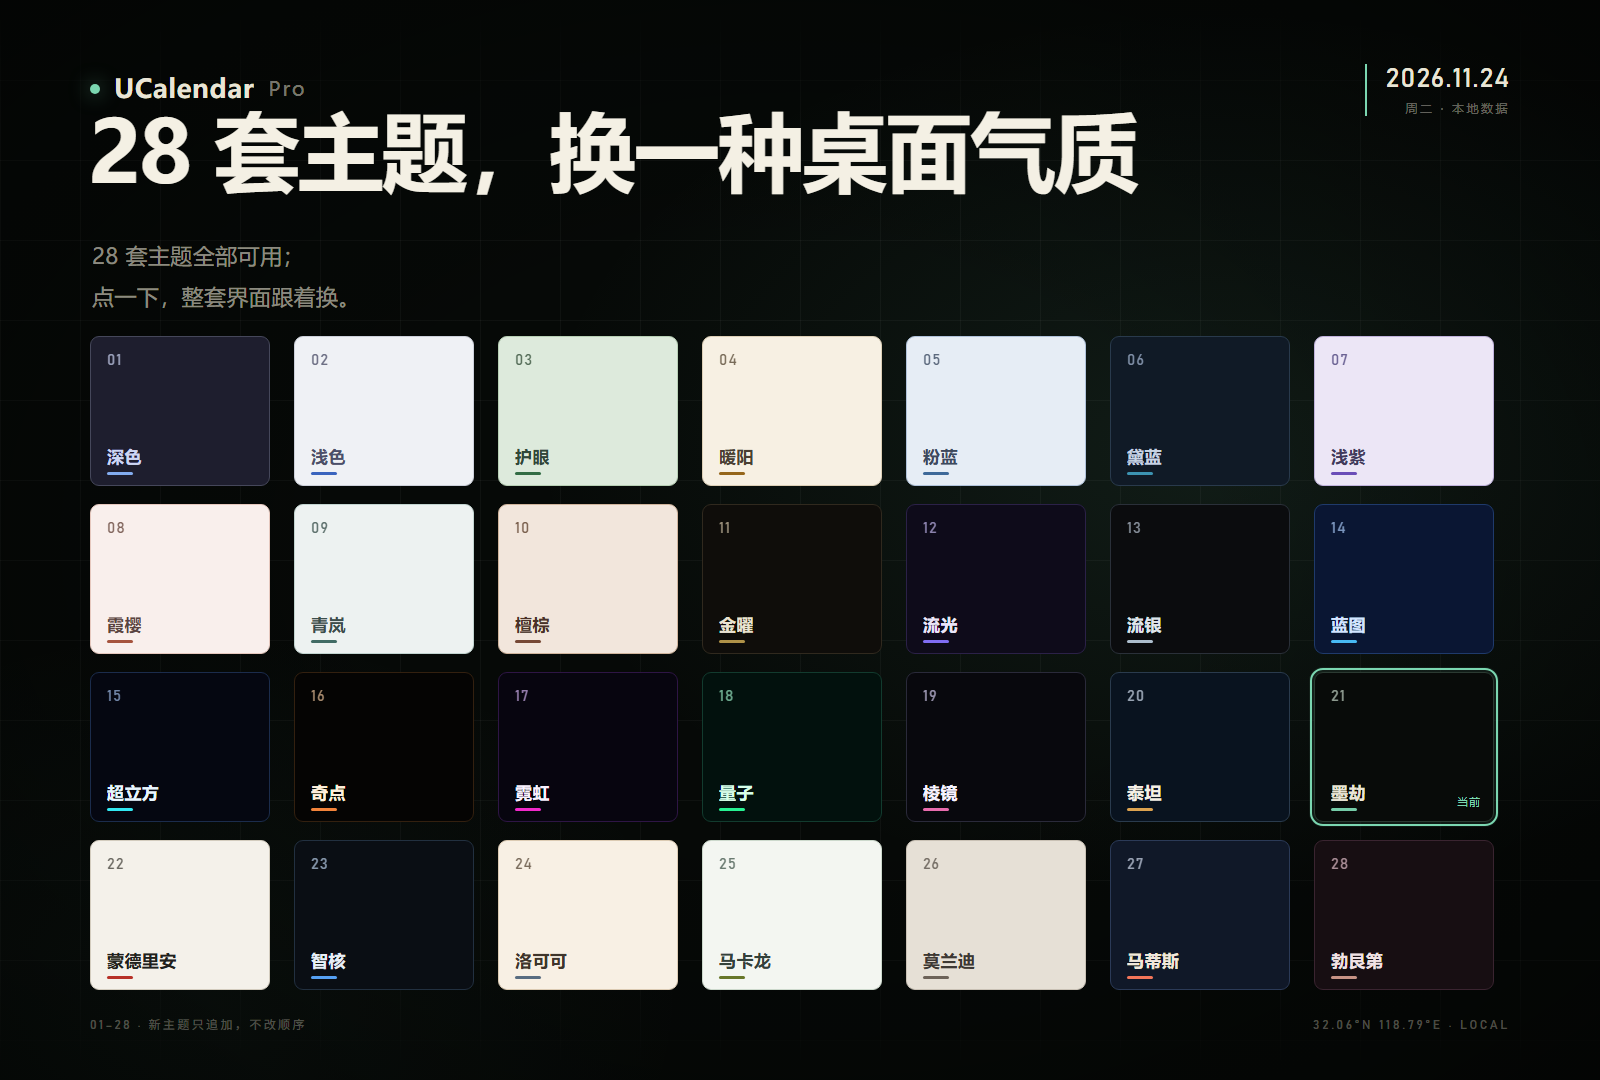 UCalendar Pro
2026.11.24
周二 · 本地数据
28 套主题，换一种桌面气质
28 套主题全部可用；
点一下，整套界面跟着换。
01
深色
02
浅色
03
护眼
04
暖阳
05
粉蓝
06
黛蓝
07
浅紫
08
霞樱
09
青岚
10
檀棕
11
金曜
12
流光
13
流银
14
蓝图
15
超立方
16
奇点
17
霓虹
18
量子
19
棱镜
20
泰坦
21
墨劫
当前
22
蒙德里安
23
智核
24
洛可可
25
马卡龙
26
莫兰迪
27
马蒂斯
28
勃艮第
01–28 · 新主题只追加，不改顺序
32.06°N 118.79°E · LOCAL